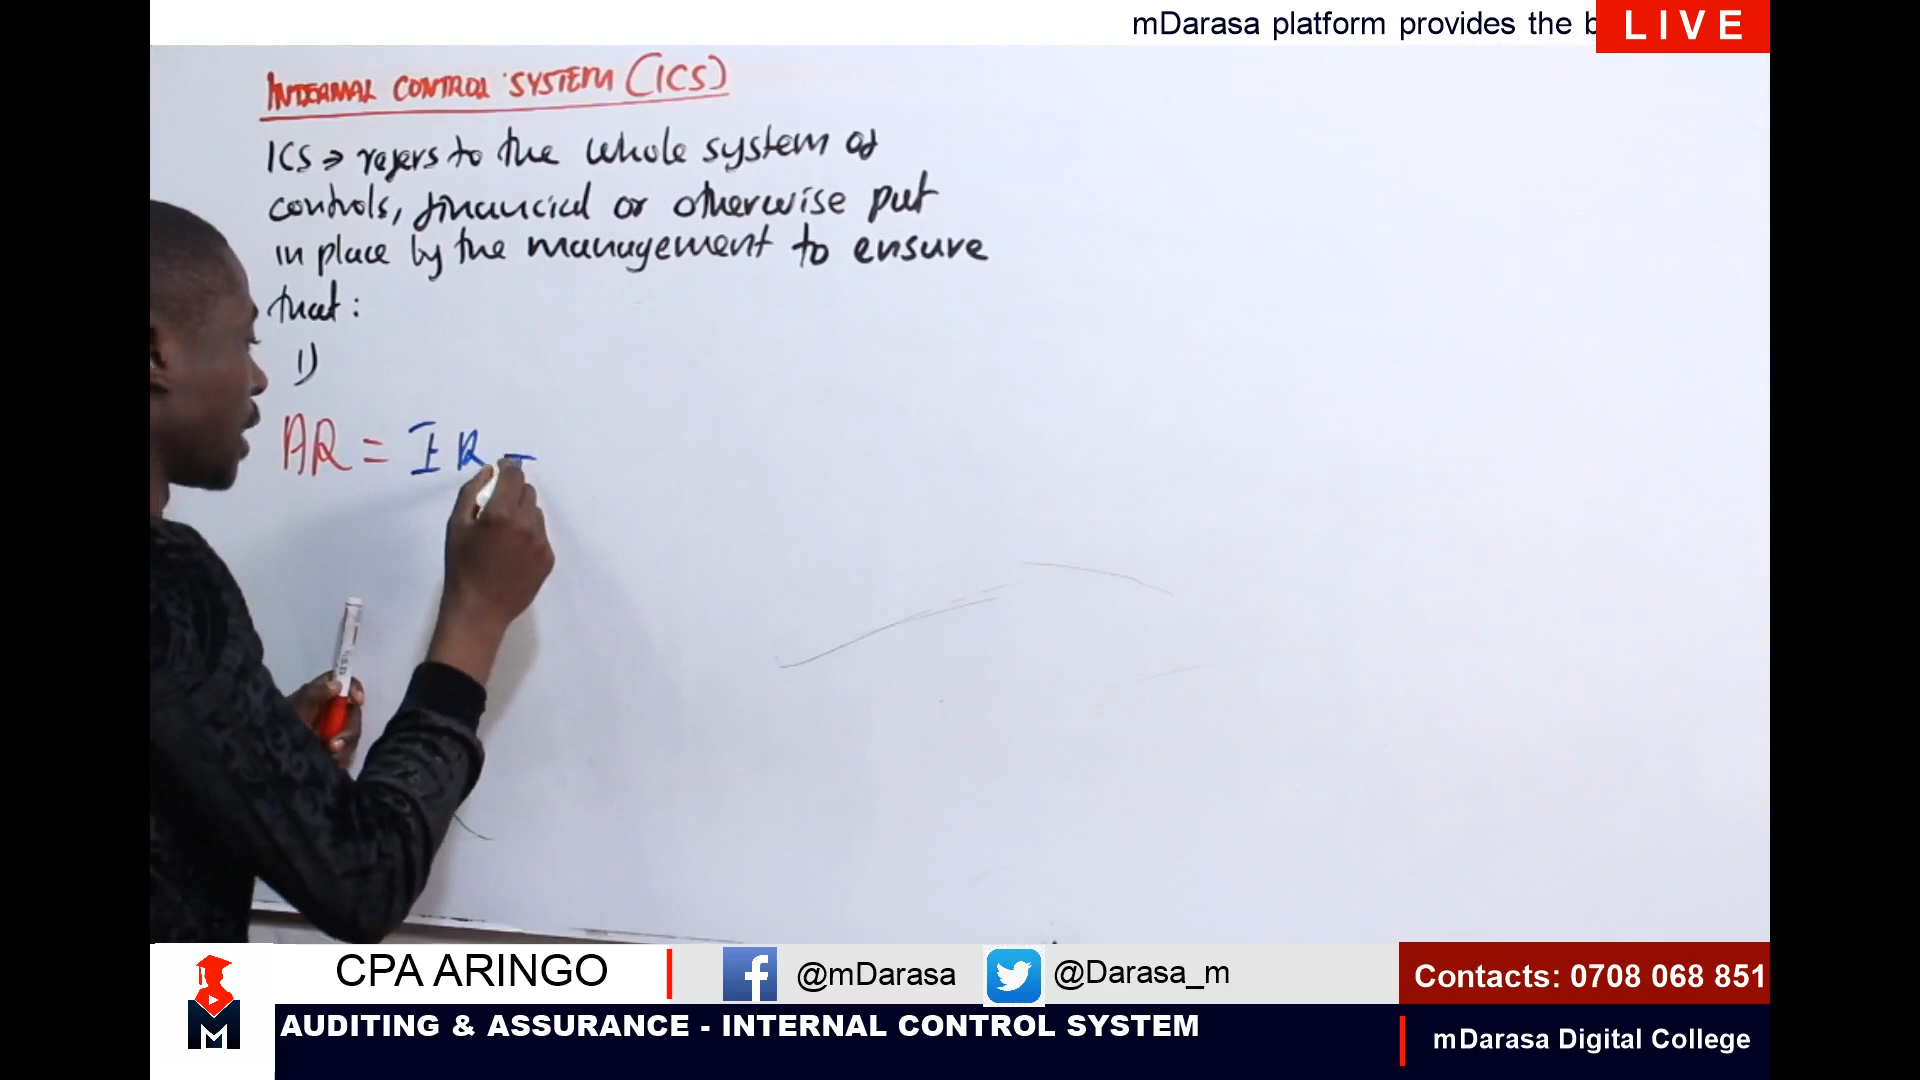 mDarasa platform provides the b
LIVE
INTERNAL CONTROL SYSTEM (ICS)
ICS → refers to the whole system of
controls, financial or otherwise put
in place by the management to ensure
that:
1)
AR = IR -
CPA ARINGO
@mDarasa
@Darasa_m
Contacts: 0708 068 851
M
AUDITING & ASSURANCE - INTERNAL CONTROL SYSTEM
mDarasa Digital College